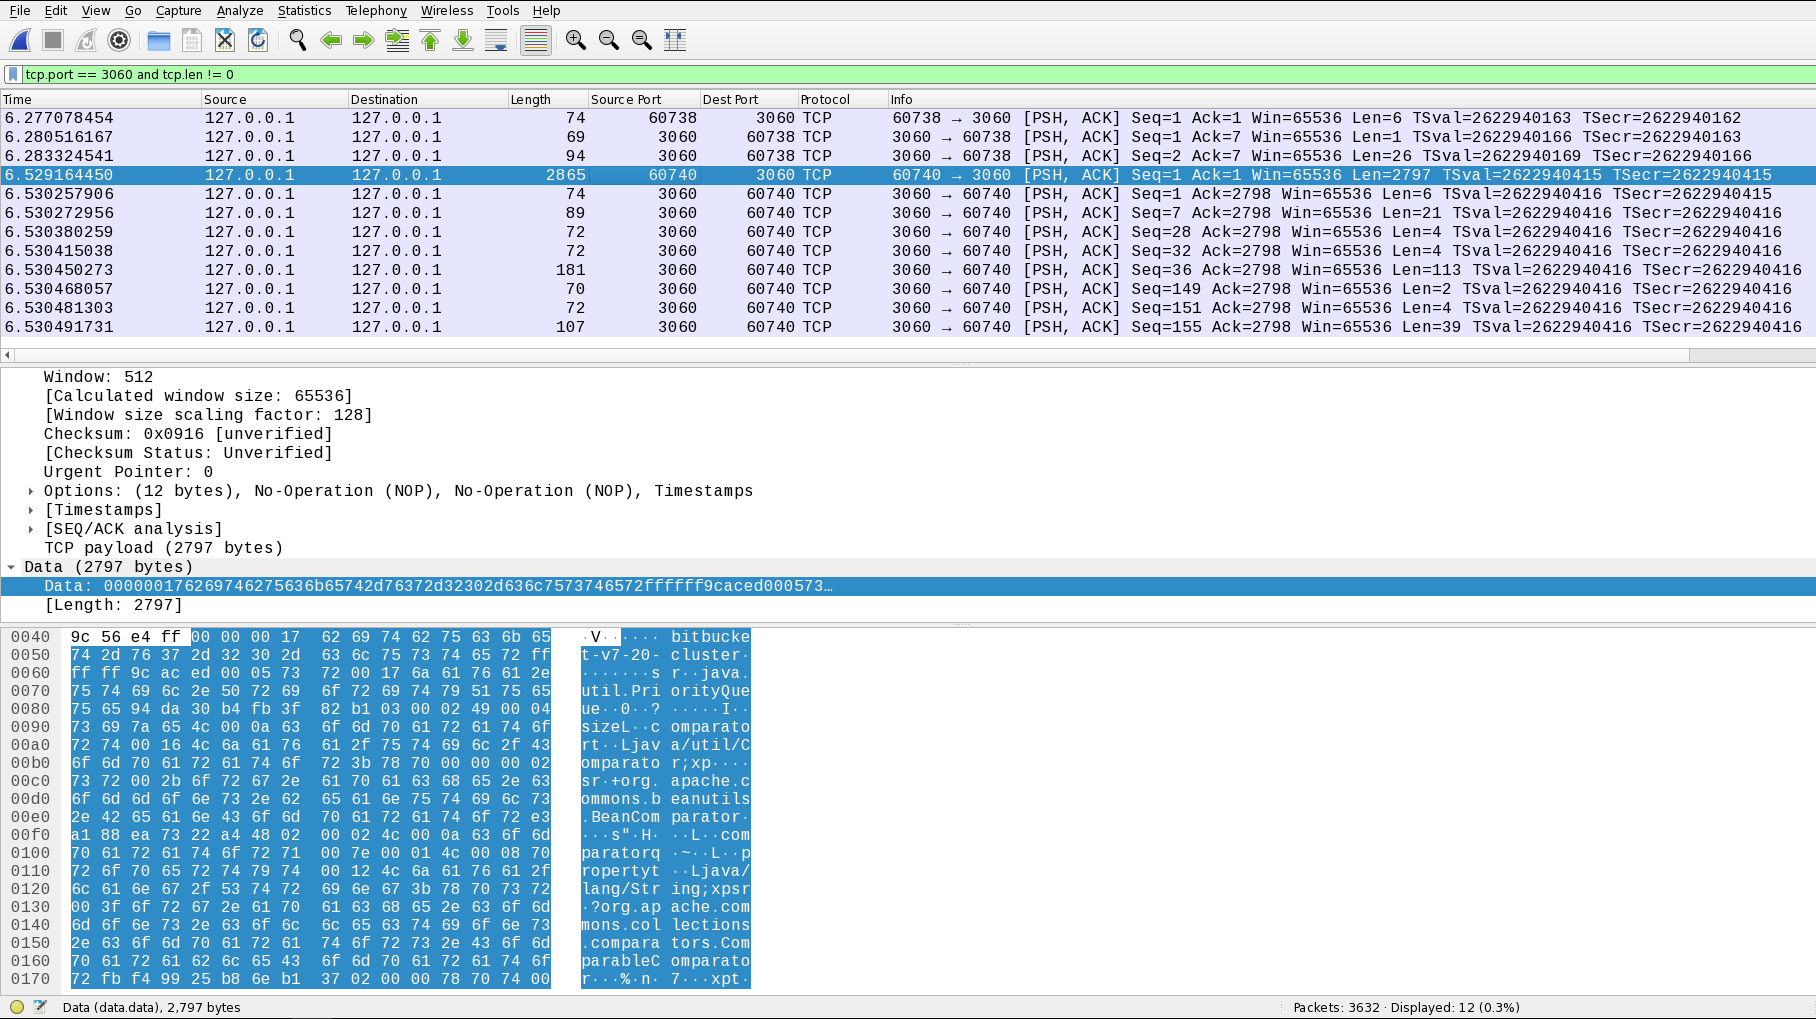 File Edit View Go Capture Analyze Statistics Telephony Wireless Tools Help
tcp.port == 3060 and tcp.len != 0
Time Source Destination Length Source Port Dest Port Protocol Info
6.277078454 127.0.0.1 127.0.0.1 74 60738 3060 TCP 60738 → 3060 [PSH, ACK] Seq=1 Ack=1 Win=65536 Len=6 TSval=2622940163 TSecr=2622940162
6.280516167 127.0.0.1 127.0.0.1 69 3060 60738 TCP 3060 → 60738 [PSH, ACK] Seq=1 Ack=7 Win=65536 Len=1 TSval=2622940166 TSecr=2622940163
6.283324541 127.0.0.1 127.0.0.1 94 3060 60738 TCP 3060 → 60738 [PSH, ACK] Seq=2 Ack=7 Win=65536 Len=26 TSval=2622940169 TSecr=2622940166
6.529164450 127.0.0.1 127.0.0.1 2865 60740 3060 TCP 60740 → 3060 [PSH, ACK] Seq=1 Ack=1 Win=65536 Len=2797 TSval=2622940415 TSecr=2622940415
6.530257906 127.0.0.1 127.0.0.1 74 3060 60740 TCP 3060 → 60740 [PSH, ACK] Seq=1 Ack=2798 Win=65536 Len=6 TSval=2622940416 TSecr=2622940415
6.530272956 127.0.0.1 127.0.0.1 89 3060 60740 TCP 3060 → 60740 [PSH, ACK] Seq=7 Ack=2798 Win=65536 Len=21 TSval=2622940416 TSecr=2622940416
6.530380259 127.0.0.1 127.0.0.1 72 3060 60740 TCP 3060 → 60740 [PSH, ACK] Seq=28 Ack=2798 Win=65536 Len=4 TSval=2622940416 TSecr=2622940416
6.530415038 127.0.0.1 127.0.0.1 72 3060 60740 TCP 3060 → 60740 [PSH, ACK] Seq=32 Ack=2798 Win=65536 Len=4 TSval=2622940416 TSecr=2622940416
6.530450273 127.0.0.1 127.0.0.1 181 3060 60740 TCP 3060 → 60740 [PSH, ACK] Seq=36 Ack=2798 Win=65536 Len=113 TSval=2622940416 TSecr=2622940416
6.530468057 127.0.0.1 127.0.0.1 70 3060 60740 TCP 3060 → 60740 [PSH, ACK] Seq=149 Ack=2798 Win=65536 Len=2 TSval=2622940416 TSecr=2622940416
6.530481303 127.0.0.1 127.0.0.1 72 3060 60740 TCP 3060 → 60740 [PSH, ACK] Seq=151 Ack=2798 Win=65536 Len=4 TSval=2622940416 TSecr=2622940416
6.530491731 127.0.0.1 127.0.0.1 107 3060 60740 TCP 3060 → 60740 [PSH, ACK] Seq=155 Ack=2798 Win=65536 Len=39 TSval=2622940416 TSecr=2622940416
Window: 512
[Calculated window size: 65536]
[Window size scaling factor: 128]
Checksum: 0x0916 [unverified]
[Checksum Status: Unverified]
Urgent Pointer: 0
Options: (12 bytes), No-Operation (NOP), No-Operation (NOP), Timestamps
[Timestamps]
[SEQ/ACK analysis]
TCP payload (2797 bytes)
Data (2797 bytes)
Data: 000000176269746275636b65742d76372d32302d636c7573746572ffffff9caced000573…
[Length: 2797]
0040 9c 56 e4 ff 00 00 00 17 62 69 74 62 75 63 6b 65 ·V······ bitbucke
0050 74 2d 76 37 2d 32 30 2d 63 6c 75 73 74 65 72 ff t-v7-20- cluster·
0060 ff ff 9c ac ed 00 05 73 72 00 17 6a 61 76 61 2e ·······s r··java.
0070 75 74 69 6c 2e 50 72 69 6f 72 69 74 79 51 75 65 util.Pri orityQue
0080 75 65 94 da 30 b4 fb 3f 82 b1 03 00 02 49 00 04 ue··0··? ·····I··
0090 73 69 7a 65 4c 00 0a 63 6f 6d 70 61 72 61 74 6f sizeL··c omparato
00a0 72 74 00 16 4c 6a 61 76 61 2f 75 74 69 6c 2f 43 rt··Ljav a/util/C
00b0 6f 6d 70 61 72 61 74 6f 72 3b 78 70 00 00 00 02 omparato r;xp····
00c0 73 72 00 2b 6f 72 67 2e 61 70 61 63 68 65 2e 63 sr·+org. apache.c
00d0 6f 6d 6d 6f 6e 73 2e 62 65 61 6e 75 74 69 6c 73 ommons.b eanutils
00e0 2e 42 65 61 6e 43 6f 6d 70 61 72 61 74 6f 72 e3 .BeanCom parator·
00f0 a1 88 ea 73 22 a4 48 02 00 02 4c 00 0a 63 6f 6d ···s"·H· ··L··com
0100 70 61 72 61 74 6f 72 71 00 7e 00 01 4c 00 08 70 paratorq ·~··L··p
0110 72 6f 70 65 72 74 79 74 00 12 4c 6a 61 76 61 2f ropertyt ··Ljava/
0120 6c 61 6e 67 2f 53 74 72 69 6e 67 3b 78 70 73 72 lang/Str ing;xpsr
0130 00 3f 6f 72 67 2e 61 70 61 63 68 65 2e 63 6f 6d ·?org.ap ache.com
0140 6d 6f 6e 73 2e 63 6f 6c 6c 65 63 74 69 6f 6e 73 mons.col lections
0150 2e 63 6f 6d 70 61 72 61 74 6f 72 73 2e 43 6f 6d .compara tors.Com
0160 70 61 72 61 62 6c 65 43 6f 6d 70 61 72 61 74 6f parableC omparato
0170 72 fb f4 99 25 b8 6e b1 37 02 00 00 78 70 74 00 r···%·n· 7···xpt·
Data (data.data), 2,797 bytes Packets: 3632 · Displayed: 12 (0.3%)